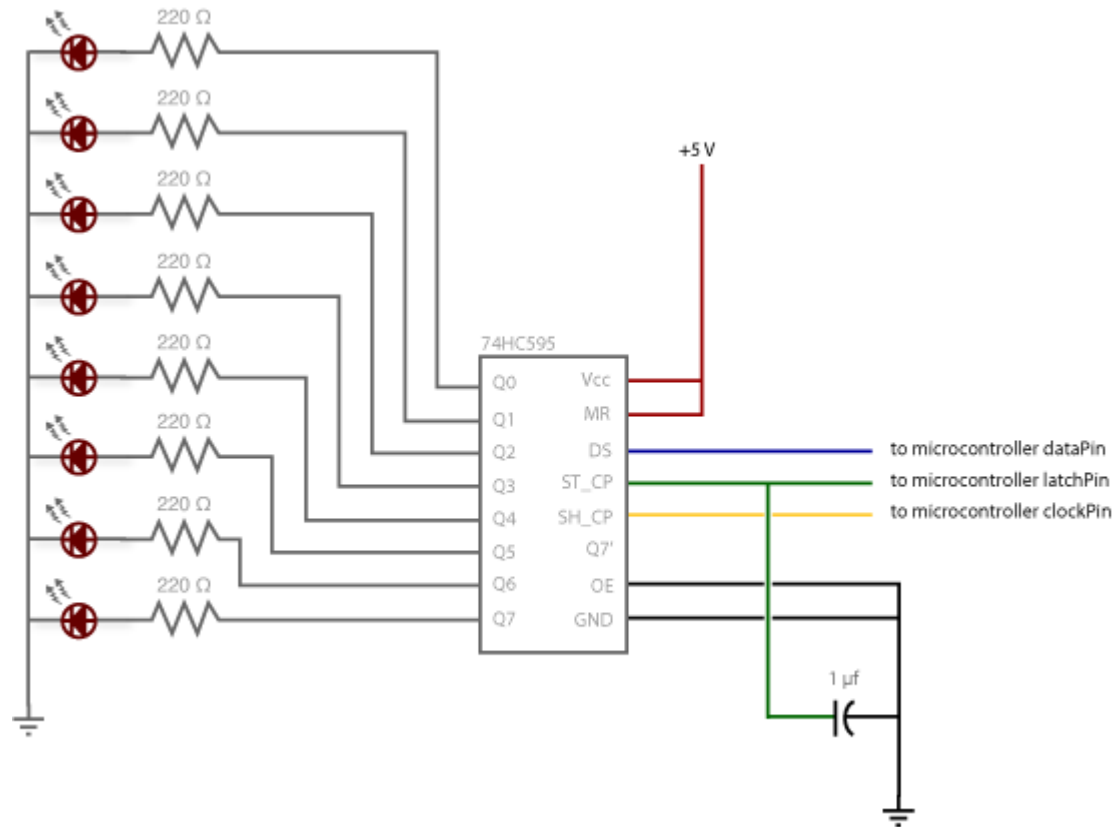 220 Ω
220 Ω
220 Ω
220 Ω
220 Ω
220 Ω
220 Ω
220 Ω
+5 V
74HC595
Q0
Q1
Q2
Q3
Q4
Q5
Q6
Q7
Vcc
MR
DS
ST_CP
SH_CP
Q7'
OE
GND
to microcontroller dataPin
to microcontroller latchPin
to microcontroller clockPin
1 µf